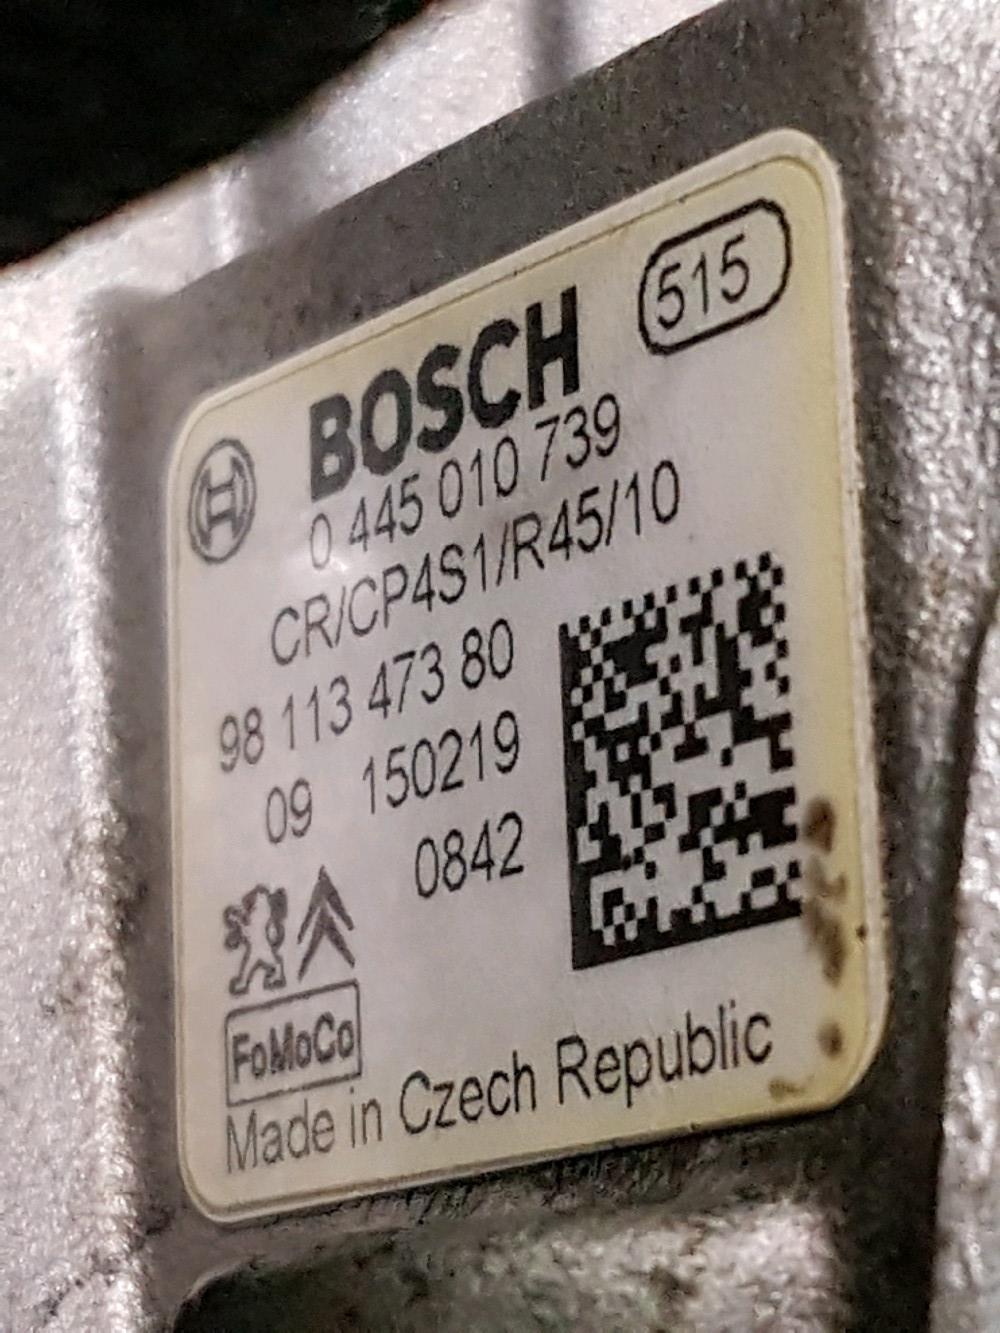 515
BOSCH
0 445 010 739
CR/CP4S1/R45/10
98 113 473 80
09 150219
0842
FoMoCo
Made in Czech Republic